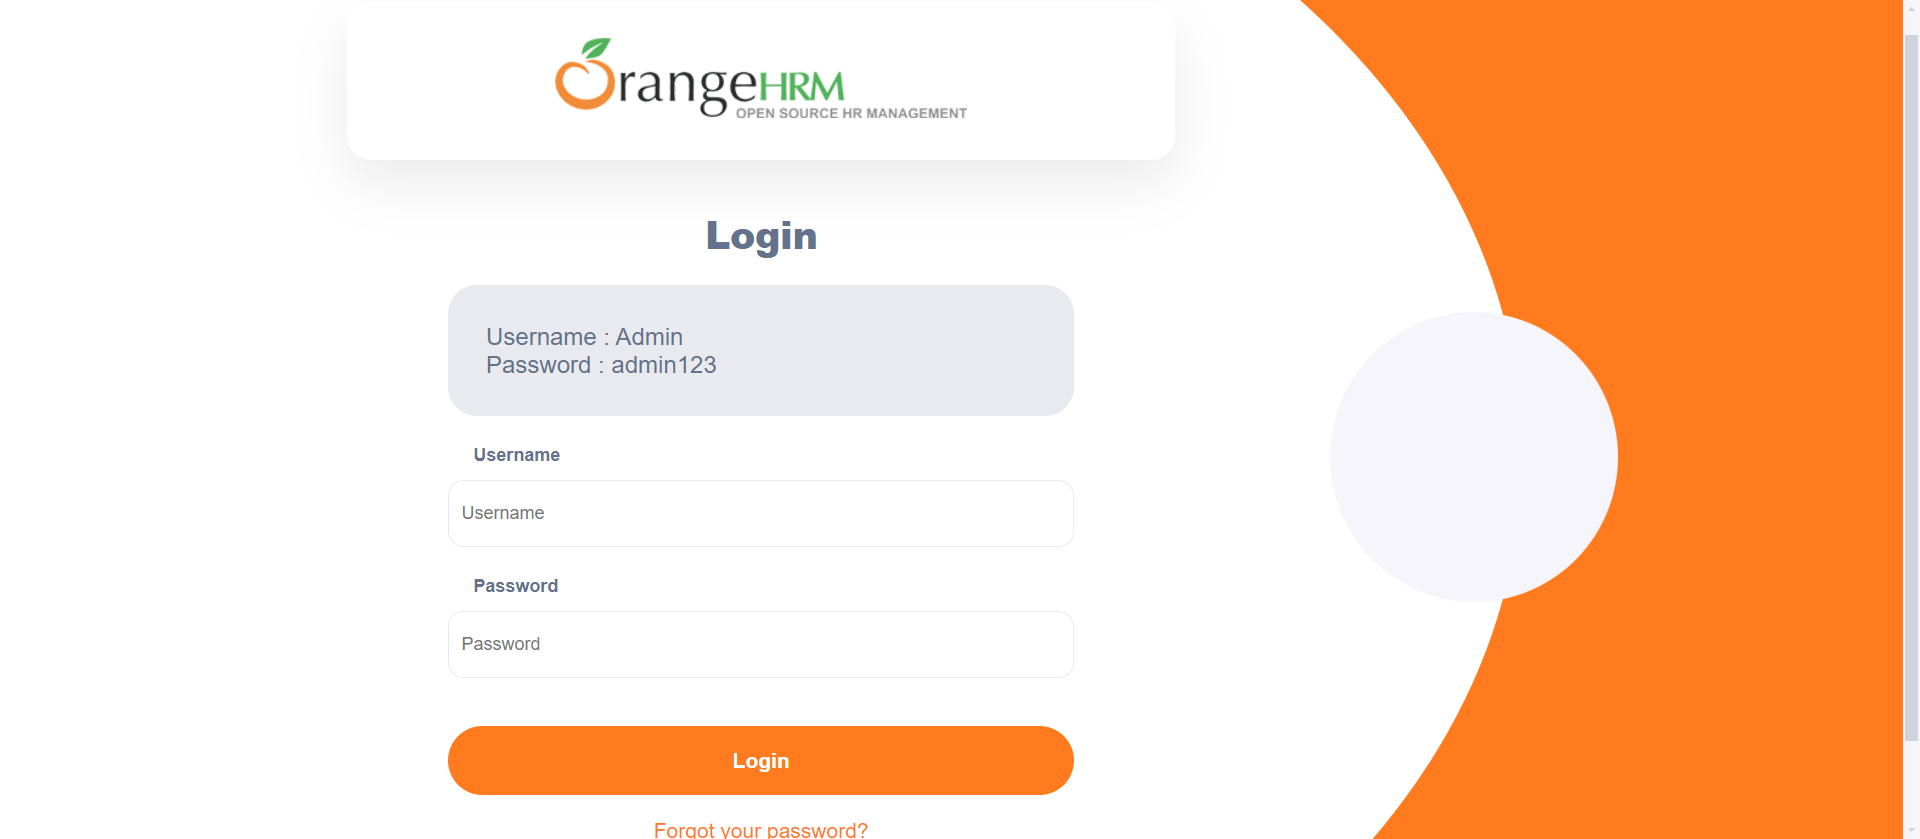 OrangeHRM
OPEN SOURCE HR MANAGEMENT
Login
Username : Admin
Password : admin123
Username
Username
Password
Password
Login
Forgot your password?